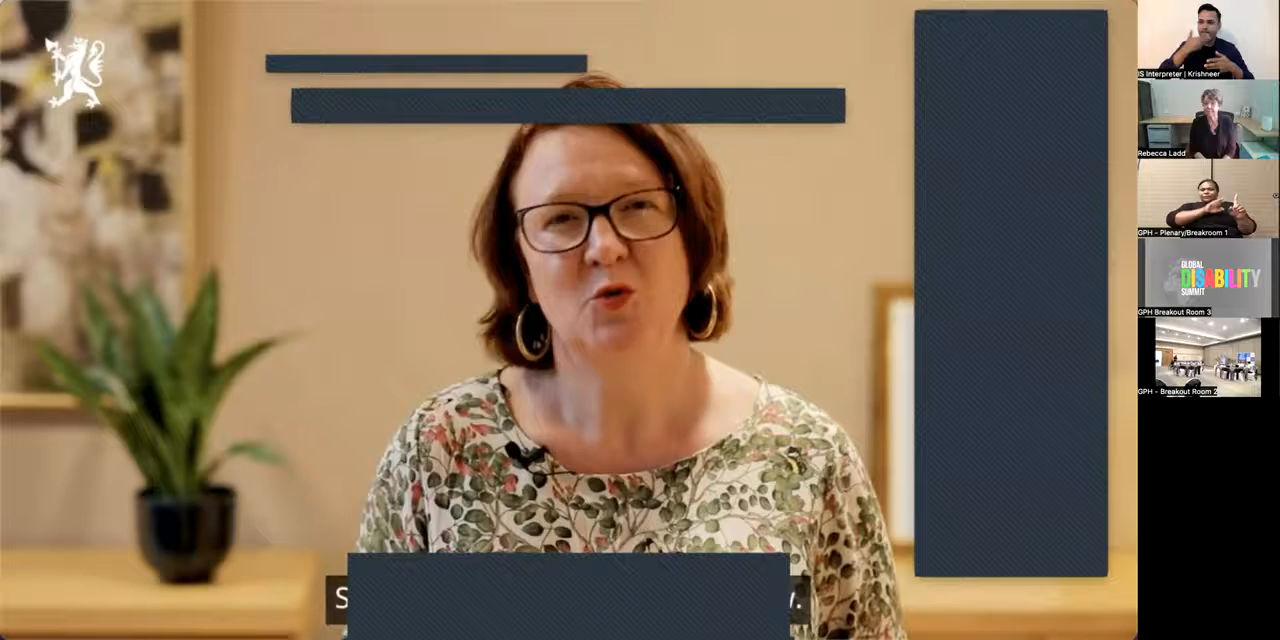 IS Interpreter | Krishneer
Rebecca Ladd
GPH - Plenary/Breakroom 1
GLOBAL
DISABILITY
SUMMIT
GPH Breakout Room 3
GPH - Breakout Room 2
S
y.